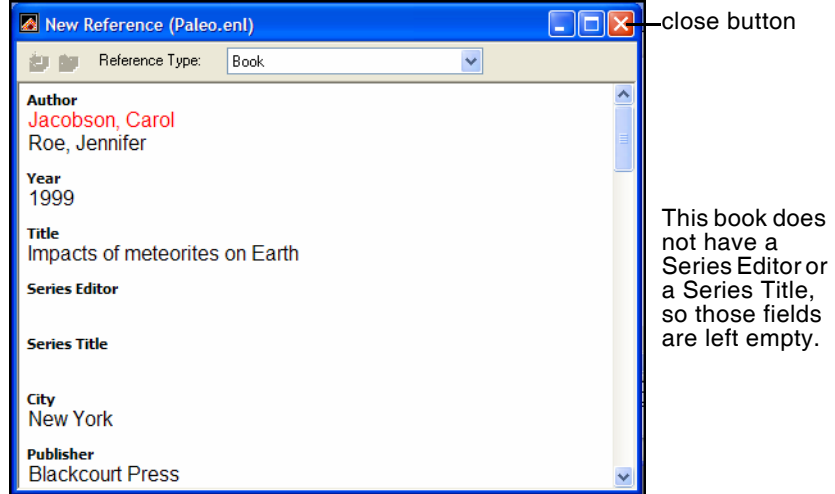 New Reference (Paleo.enl)
close button
Reference Type: Book
Author
Jacobson, Carol
Roe, Jennifer
Year
1999
Title
Impacts of meteorites on Earth
Series Editor
Series Title
City
New York
Publisher
Blackcourt Press
This book does
not have a
Series Editor or
a Series Title,
so those fields
are left empty.